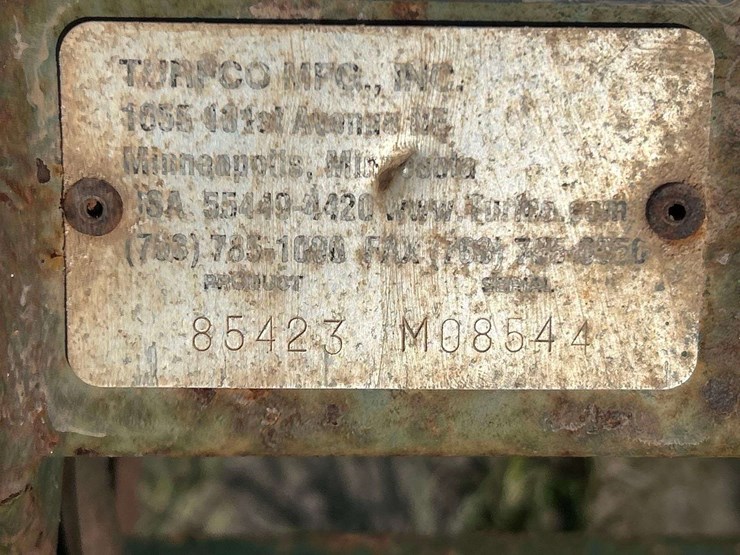 TURFCO MFG., INC.
1655 101st Avenue NE
Minneapolis, Minnesota
USA 55449-4420 www.Turfco.com
(763) 785-1000 FAX (763) 785-0556
PRODUCT SERIAL
85423 M08544